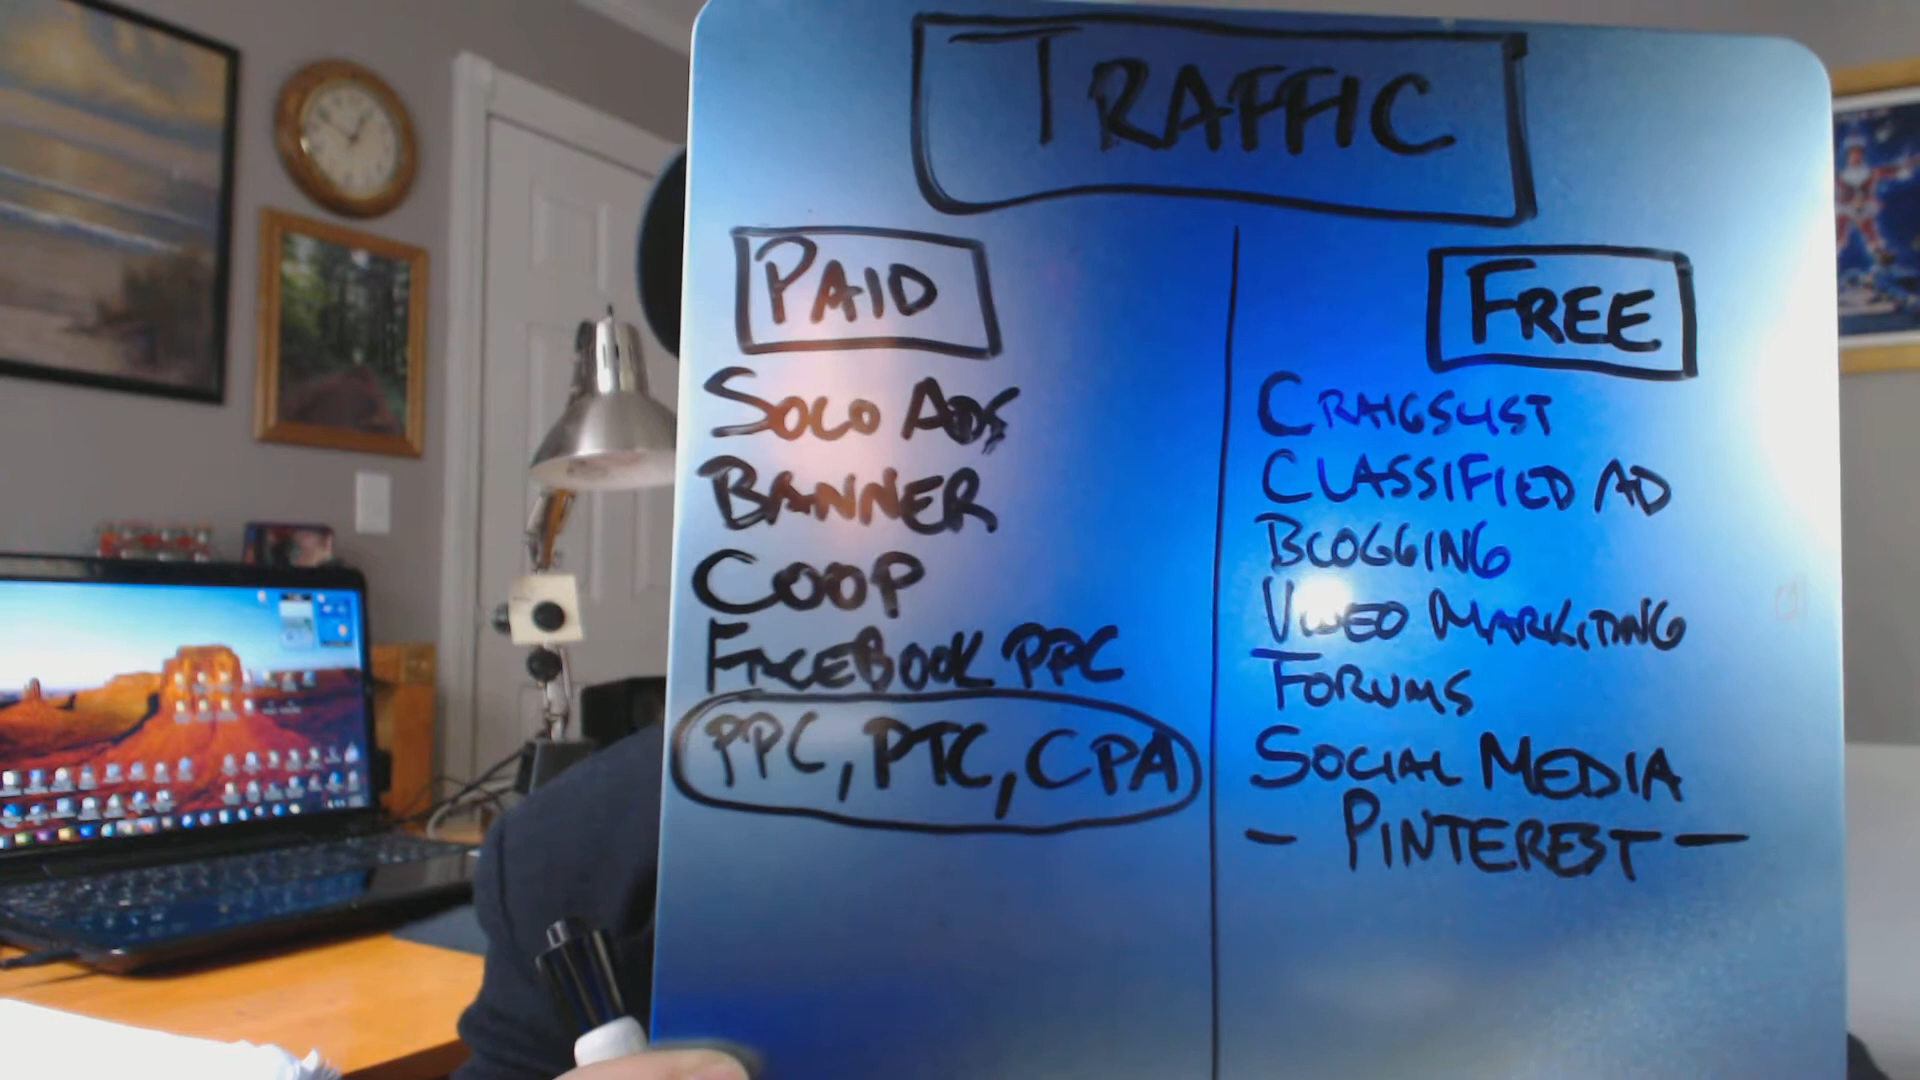 TRAFFIC
PAID
SOLO ADS
BANNER
COOP
FACEBOOK PPC
PPC, PTC, CPA
FREE
CRAIGSLIST
CLASSIFIED AD
BLOGGING
VIDEO MARKETING
FORUMS
SOCIAL MEDIA
- PINTEREST -